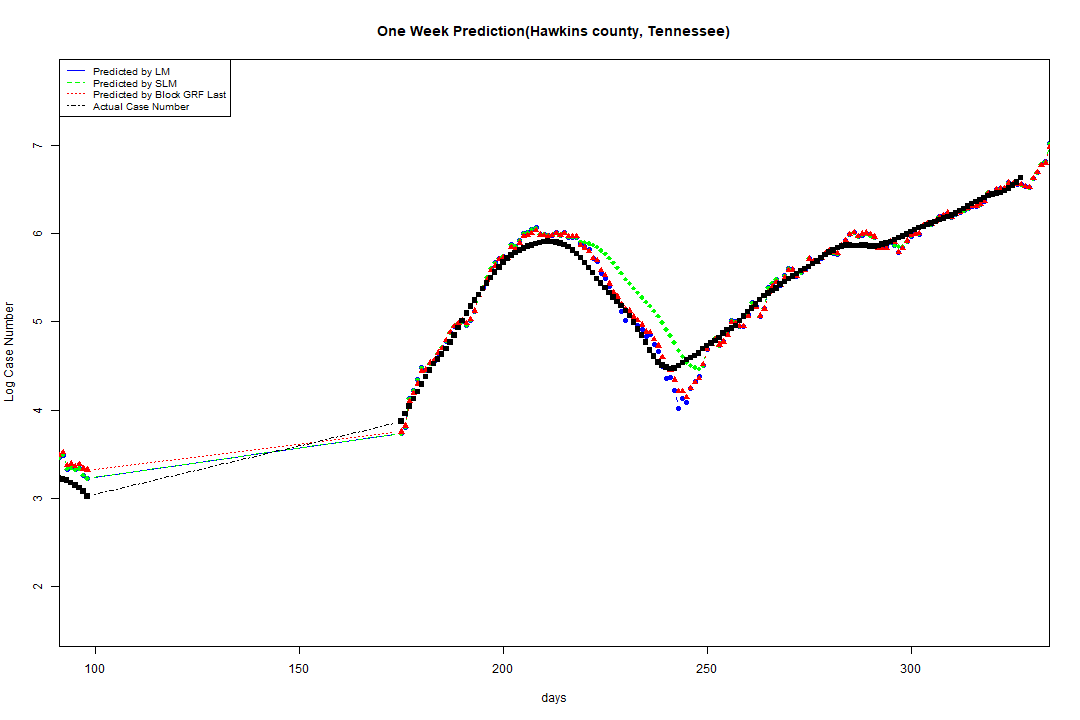 One Week Prediction(Hawkins county, Tennessee)
Predicted by LM
Predicted by SLM
Predicted by Block GRF Last
Actual Case Number
7
6
5
4
3
2
Log Case Number
100 150 200 250 300
days